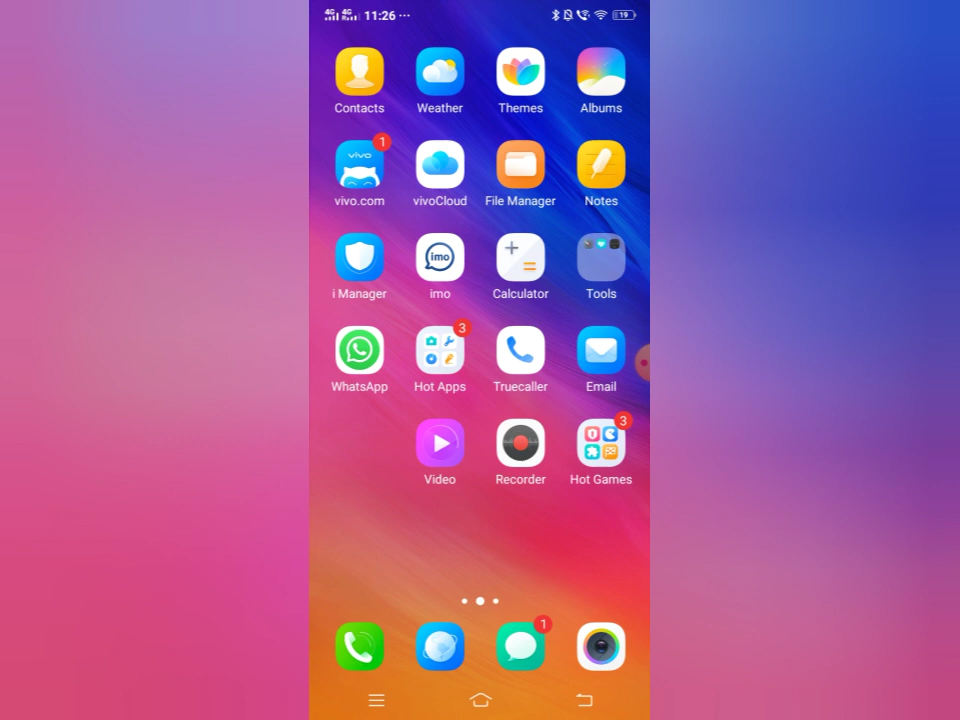 4G 4G 11:26 ··· 19
Contacts Weather Themes Albums
1
vivo
vivo.com vivoCloud File Manager Notes
imo
i Manager imo Calculator Tools
3
WhatsApp Hot Apps Truecaller Email
3
Video Recorder Hot Games
1